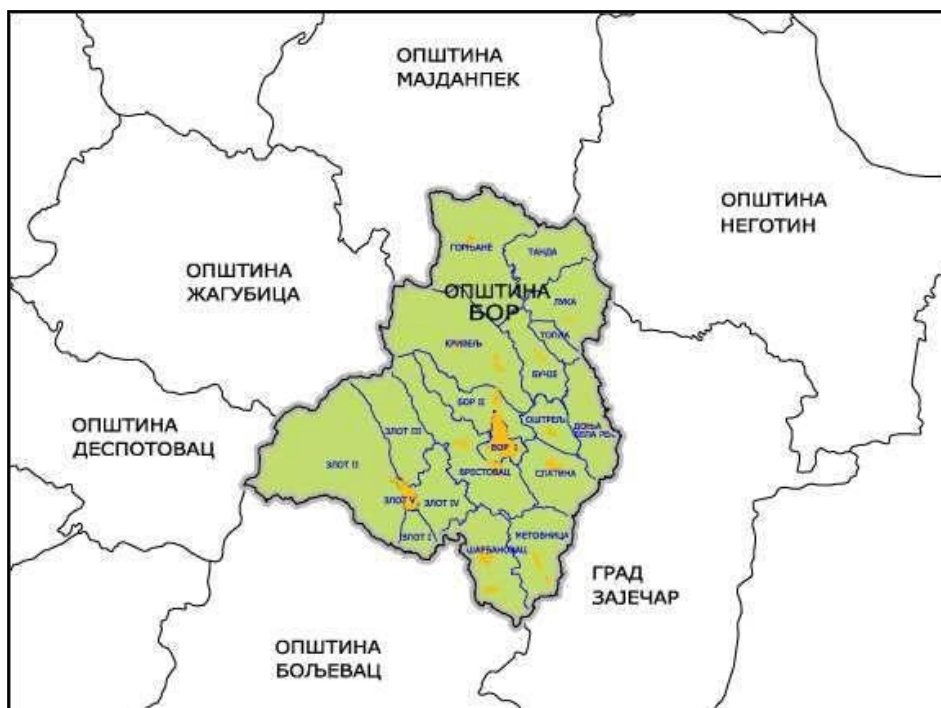 ОПШТИНА
МАЈДАНПЕК
ОПШТИНА
НЕГОТИН
ОПШТИНА
ЖАГУБИЦА
ГОРЊАНЕ
ТАНДА
ОПШТИНА
БОР
ЛУКА
ТОПЛА
КРИВЕЉ
БУЧЈЕ
ОПШТИНА
ДЕСПОТОВАЦ
БОР II
ЗЛОТ III
ОШТРЕЉ
ДОЊА
БЕЛА РЕКА
БОР I
ЗЛОТ II
БРЕСТОВАЦ
СЛАТИНА
ЗЛОТ V
ЗЛОТ IV
ЗЛОТ I
МЕТОВНИЦА
ШАРБАНОВАЦ
ГРАД
ЗАЈЕЧАР
ОПШТИНА
БОЉЕВАЦ